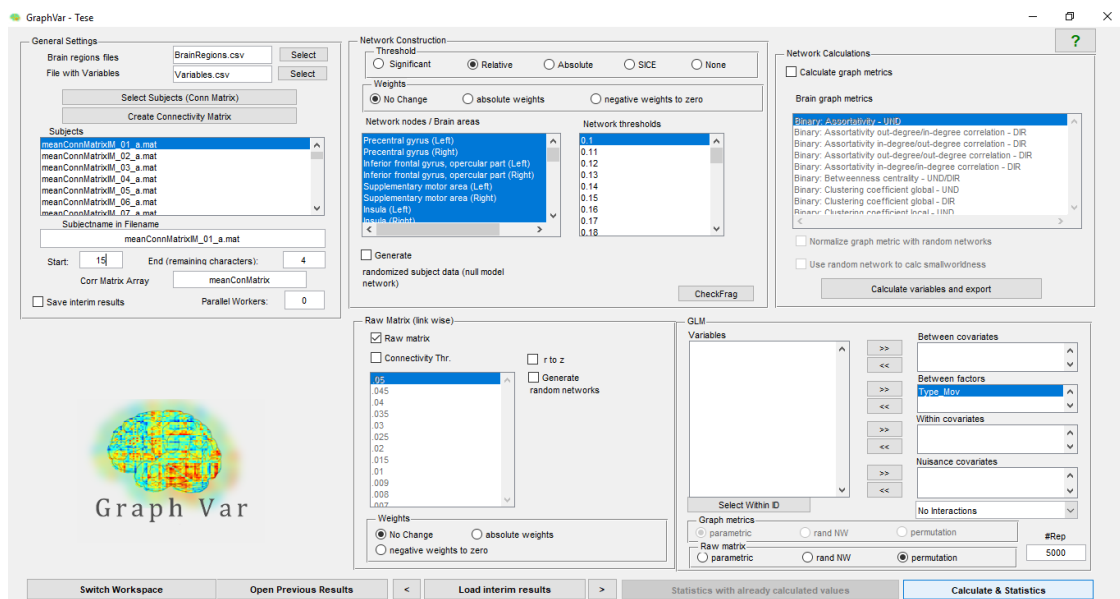 GraphVar - Tese
General Settings
Brain regions files
BrainRegions.csv
Select
File with Variables
Variables.csv
Select
Select Subjects (Conn Matrix)
Create Connectivity Matrix
Subjects
meanConnMatrixIM_01_a.mat
meanConnMatrixIM_02_a.mat
meanConnMatrixIM_03_a.mat
meanConnMatrixIM_04_a.mat
meanConnMatrixIM_05_a.mat
meanConnMatrixIM_06_a.mat
meanConnMatrixIM_07_a.mat
Subjectname in Filename
meanConnMatrixIM_01_a.mat
Start:
15
End (remaining characters):
4
Corr Matrix Array
meanConMatrix
Save interim results
Parallel Workers:
0
Network Construction
Threshold
Significant
Relative
Absolute
SICE
None
Weights
No Change
absolute weights
negative weights to zero
Network nodes / Brain areas
Precentral gyrus (Left)
Precentral gyrus (Right)
Inferior frontal gyrus, opercular part (Left)
Inferior frontal gyrus, opercular part (Right)
Supplementary motor area (Left)
Supplementary motor area (Right)
Insula (Left)
Insula (Right)
Network thresholds
0.1
0.11
0.12
0.13
0.14
0.15
0.16
0.17
0.18
Generate
randomized subject data (null model
network)
CheckFrag
?
Network Calculations
Calculate graph metrics
Brain graph metrics
Binary: Assortativity - UND
Binary: Assortativity out-degree/in-degree correlation - DIR
Binary: Assortativity in-degree/out-degree correlation - DIR
Binary: Assortativity out-degree/out-degree correlation - DIR
Binary: Assortativity in-degree/in-degree correlation - DIR
Binary: Betweenness centrality - UND/DIR
Binary: Clustering coefficient global - UND
Binary: Clustering coefficient global - DIR
Binary: Clustering coefficient local - UND
Normalize graph metric with random networks
Use random network to calc smallworldness
Calculate variables and export
Raw Matrix (link wise)
Raw matrix
Connectivity Thr.
r to z
Generate
random networks
.05
.045
.04
.035
.03
.025
.02
.015
.01
.009
.008
.007
Weights
No Change
absolute weights
negative weights to zero
GLM
Variables
>>
<<
Between covariates
>>
<<
Between factors
Type_Mov
>>
<<
Within covariates
>>
<<
Nuisance covariates
Select Within ID
No Interactions
Graph metrics
parametric
rand NW
permutation
Raw matrix
parametric
rand NW
permutation
#Rep
5000
Graph Var
Switch Workspace
Open Previous Results
<
Load interim results
>
Statistics with already calculated values
Calculate & Statistics